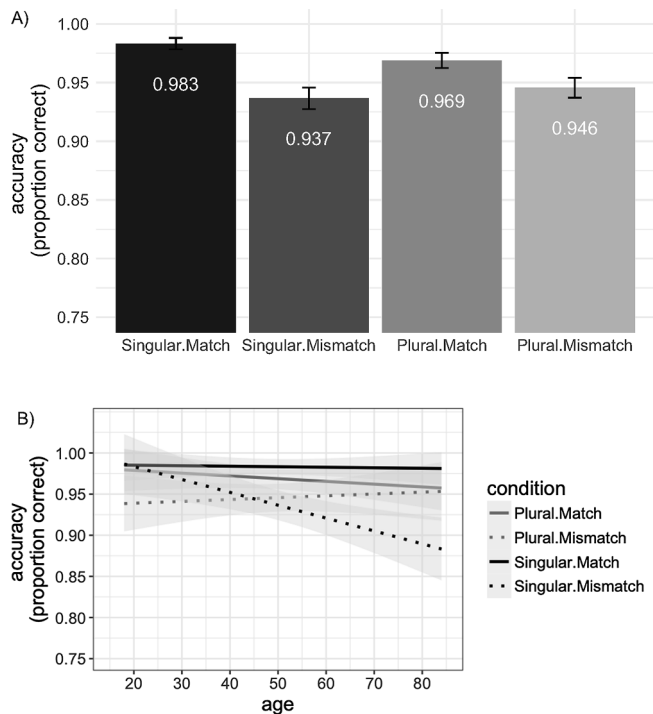 A)
accuracy
(proportion correct)
1.00
0.95
0.90
0.85
0.80
0.75
0.983
0.937
0.969
0.946
Singular.Match
Singular.Mismatch
Plural.Match
Plural.Mismatch
B)
accuracy
(proportion correct)
1.00
0.95
0.90
0.85
0.80
0.75
20
30
40
50
60
70
80
age
condition
Plural.Match
Plural.Mismatch
Singular.Match
Singular.Mismatch